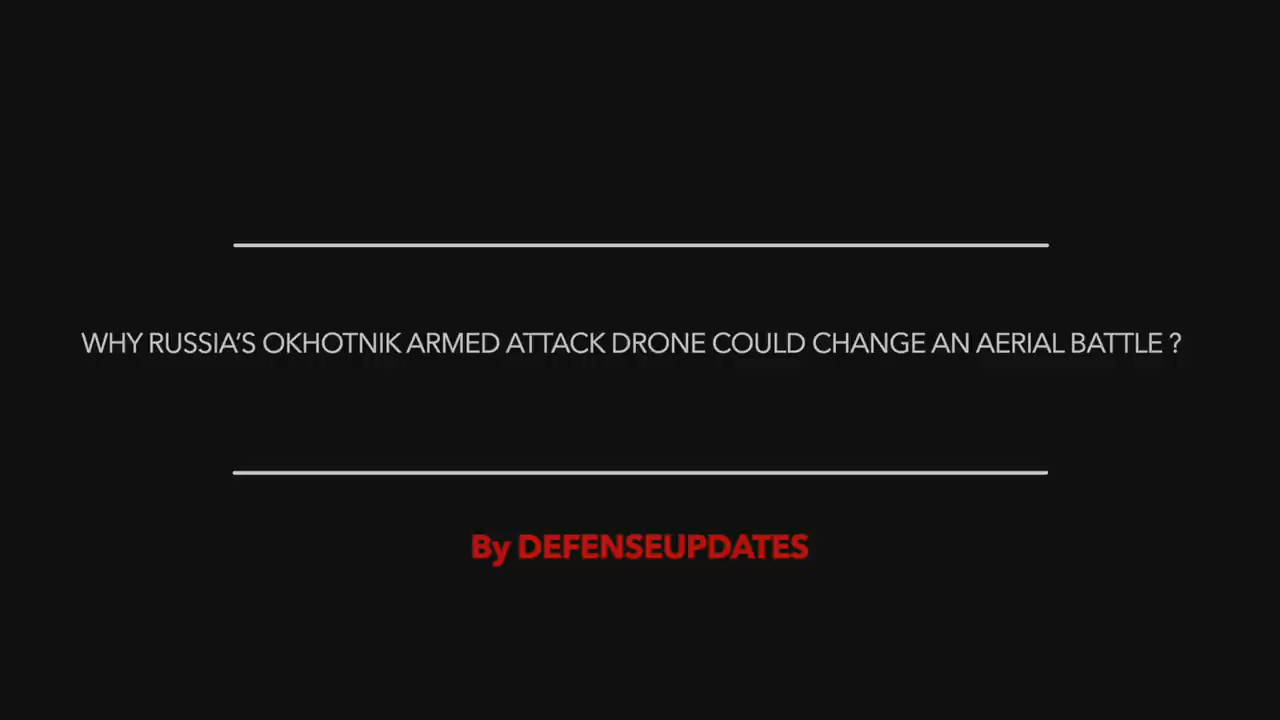 WHY RUSSIA’S OKHOTNIK ARMED ATTACK DRONE COULD CHANGE AN AERIAL BATTLE ?
By DEFENSEUPDATES